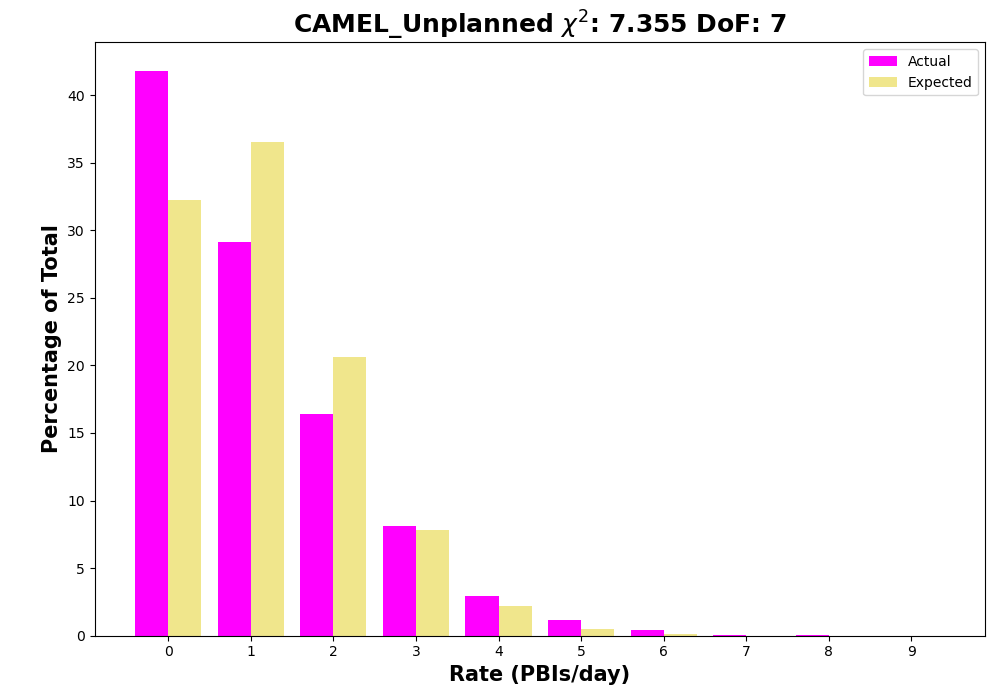 CAMEL_Unplanned χ²: 7.355 DoF: 7
Actual
Expected
Percentage of Total
40
35
30
25
20
15
10
5
0
0 1 2 3 4 5 6 7 8 9
Rate (PBIs/day)